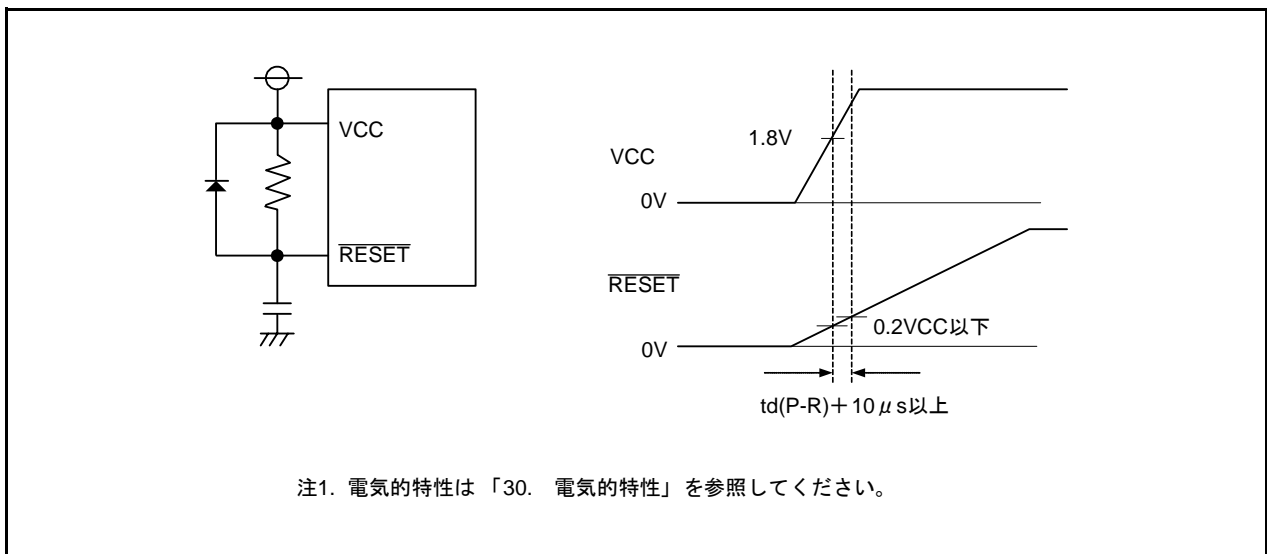 VCC
RESET
1.8V
VCC
0V
RESET
0.2VCC以下
0V
td(P-R)＋10μs以上
注1. 電気的特性は「30. 電気的特性」を参照してください。